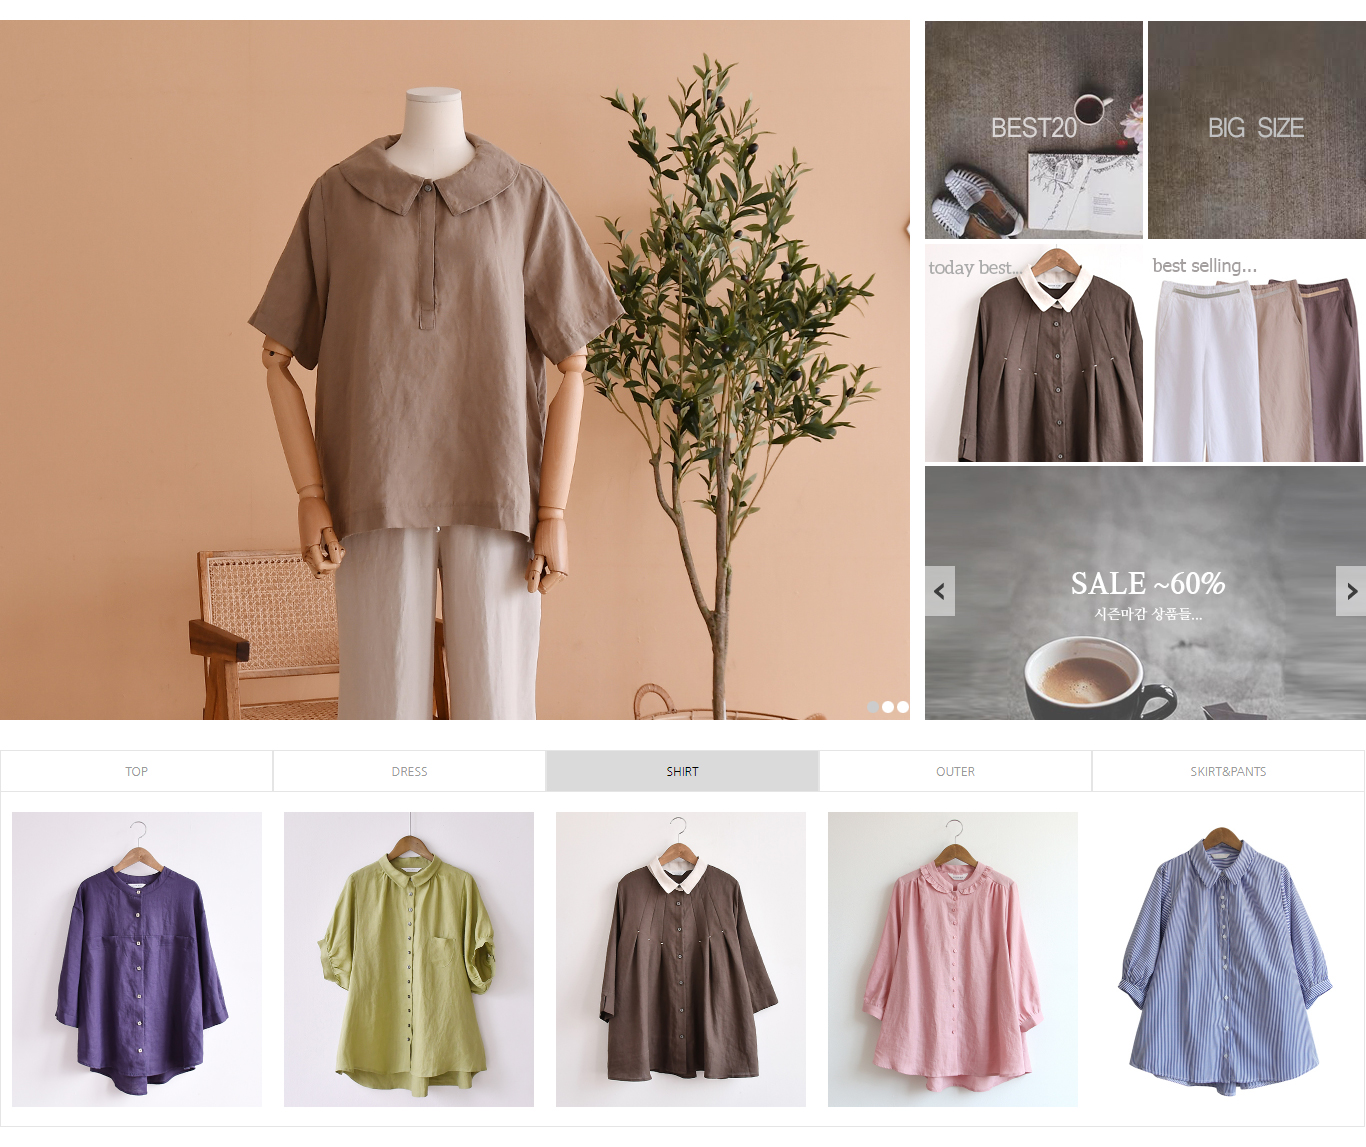 BEST20
BIG SIZE
today best...
best selling...
SALE ~60%
시즌마감 상품들...
TOP
DRESS
SHIRT
OUTER
SKIRT&PANTS